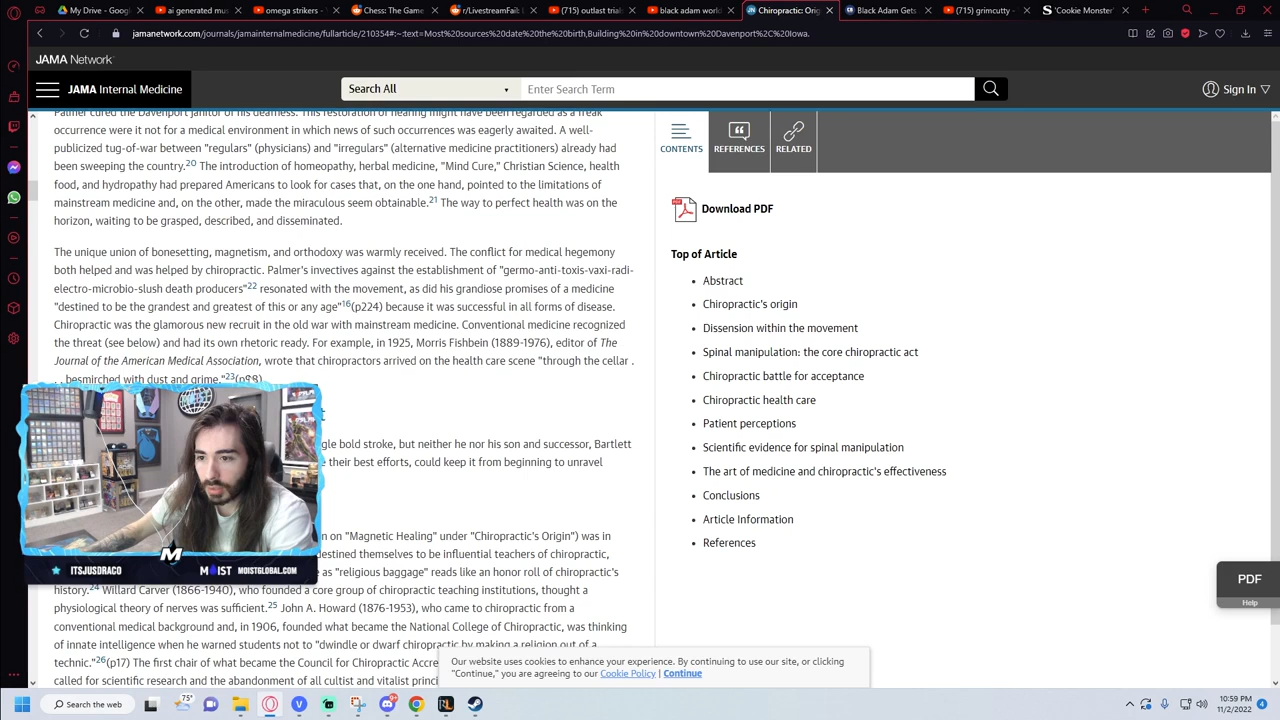 My Drive - Google
ai generated mus
omega strikers -
Chess: The Game
r/LivestreamFail: L
(715) outlast trials
black adam world
Chiropractic: Orig
Black Adam Gets
(715) grimcutty -
'Cookie Monster'
jamanetwork.com/journals/jamainternalmedicine/fullarticle/210354#:~:text=Most%20sources%20date%20the%20birth,Building%20in%20downtown%20Davenport%2C%20Iowa.
JAMA Network
JAMA Internal Medicine
Search All
Enter Search Term
Sign In
Palmer cured the Davenport janitor of his deafness. This restoration of hearing might have been regarded as a freak
occurrence were it not for a medical environment in which news of such occurrences was eagerly awaited. A well-
publicized tug-of-war between "regulars" (physicians) and "irregulars" (alternative medicine practitioners) already had
been sweeping the country.20 The introduction of homeopathy, herbal medicine, "Mind Cure," Christian Science, health
food, and hydropathy had prepared Americans to look for cases that, on the one hand, pointed to the limitations of
mainstream medicine and, on the other, made the miraculous seem obtainable.21 The way to perfect health was on the
horizon, waiting to be grasped, described, and disseminated.
The unique union of bonesetting, magnetism, and orthodoxy was warmly received. The conflict for medical hegemony
both helped and was helped by chiropractic. Palmer's invectives against the establishment of "germo-anti-toxis-vaxi-radi-
electro-microbio-slush death producers"22 resonated with the movement, as did his grandiose promises of a medicine
"destined to be the grandest and greatest of this or any age"16(p224) because it was successful in all forms of disease.
Chiropractic was the glamorous new recruit in the old war with mainstream medicine. Conventional medicine recognized
the threat (see below) and had its own rhetoric ready. For example, in 1925, Morris Fishbein (1889-1976), editor of The
Journal of the American Medical Association, wrote that chiropractors arrived on the health care scene "through the cellar .
. . besmirched with dust and grime."23(p98)
gle bold stroke, but neither he nor his son and successor, Bartlett
e their best efforts, could keep it from beginning to unravel
n on "Magnetic Healing" under "Chiropractic's Origin") was in
destined themselves to be influential teachers of chiropractic,
e as "religious baggage" reads like an honor roll of chiropractic's
history.24 Willard Carver (1866-1940), who founded a core group of chiropractic teaching institutions, thought a
physiological theory of nerves was sufficient.25 John A. Howard (1876-1953), who came to chiropractic from a
conventional medical background and, in 1906, founded what became the National College of Chiropractic, was thinking
of innate intelligence when he warned students not to "dwindle or dwarf chiropractic by making a religion out of a
technic."26(p17) The first chair of what became the Council for Chiropractic Accre
called for scientific research and the abandonment of all cultist and vitalist princi
CONTENTS
REFERENCES
RELATED
Download PDF
Top of Article
Abstract
Chiropractic's origin
Dissension within the movement
Spinal manipulation: the core chiropractic act
Chiropractic battle for acceptance
Chiropractic health care
Patient perceptions
Scientific evidence for spinal manipulation
The art of medicine and chiropractic's effectiveness
Conclusions
Article Information
References
PDF
Help
ITSJUSDRACO
MOIST
MOISTGLOBAL.COM
Our website uses cookies to enhance your experience. By continuing to use our site, or clicking
"Continue," you are agreeing to our Cookie Policy | Continue
Search the web
75°
10:59 PM
11/2/2022